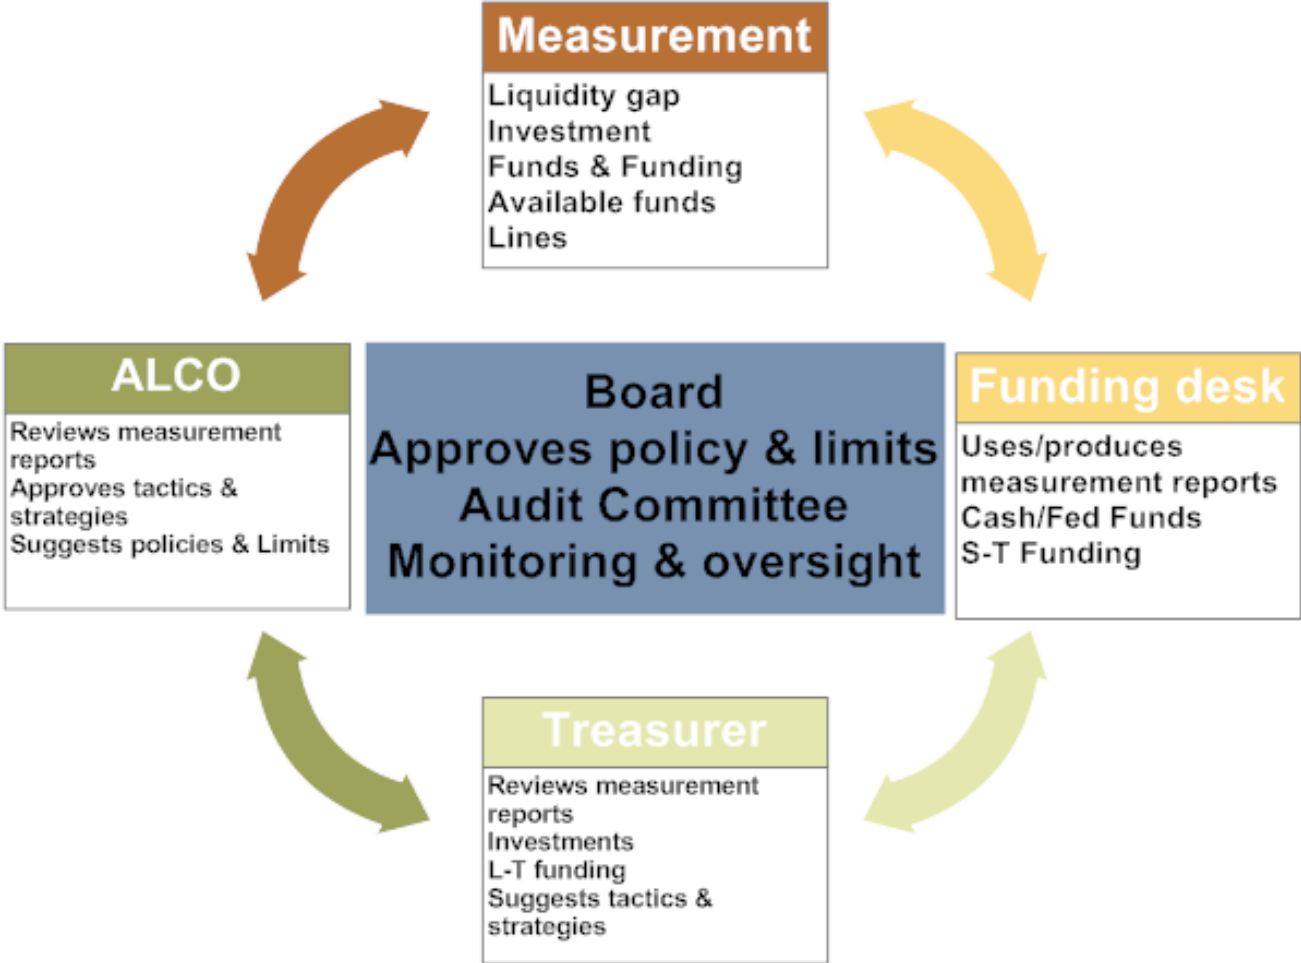 Measurement
Liquidity gap
Investment
Funds & Funding
Available funds
Lines
ALCO
Reviews measurement
reports
Approves tactics &
strategies
Suggests policies & Limits
Board
Approves policy & limits
Audit Committee
Monitoring & oversight
Funding desk
Uses/produces
measurement reports
Cash/Fed Funds
S-T Funding
Treasurer
Reviews measurement
reports
Investments
L-T funding
Suggests tactics &
strategies